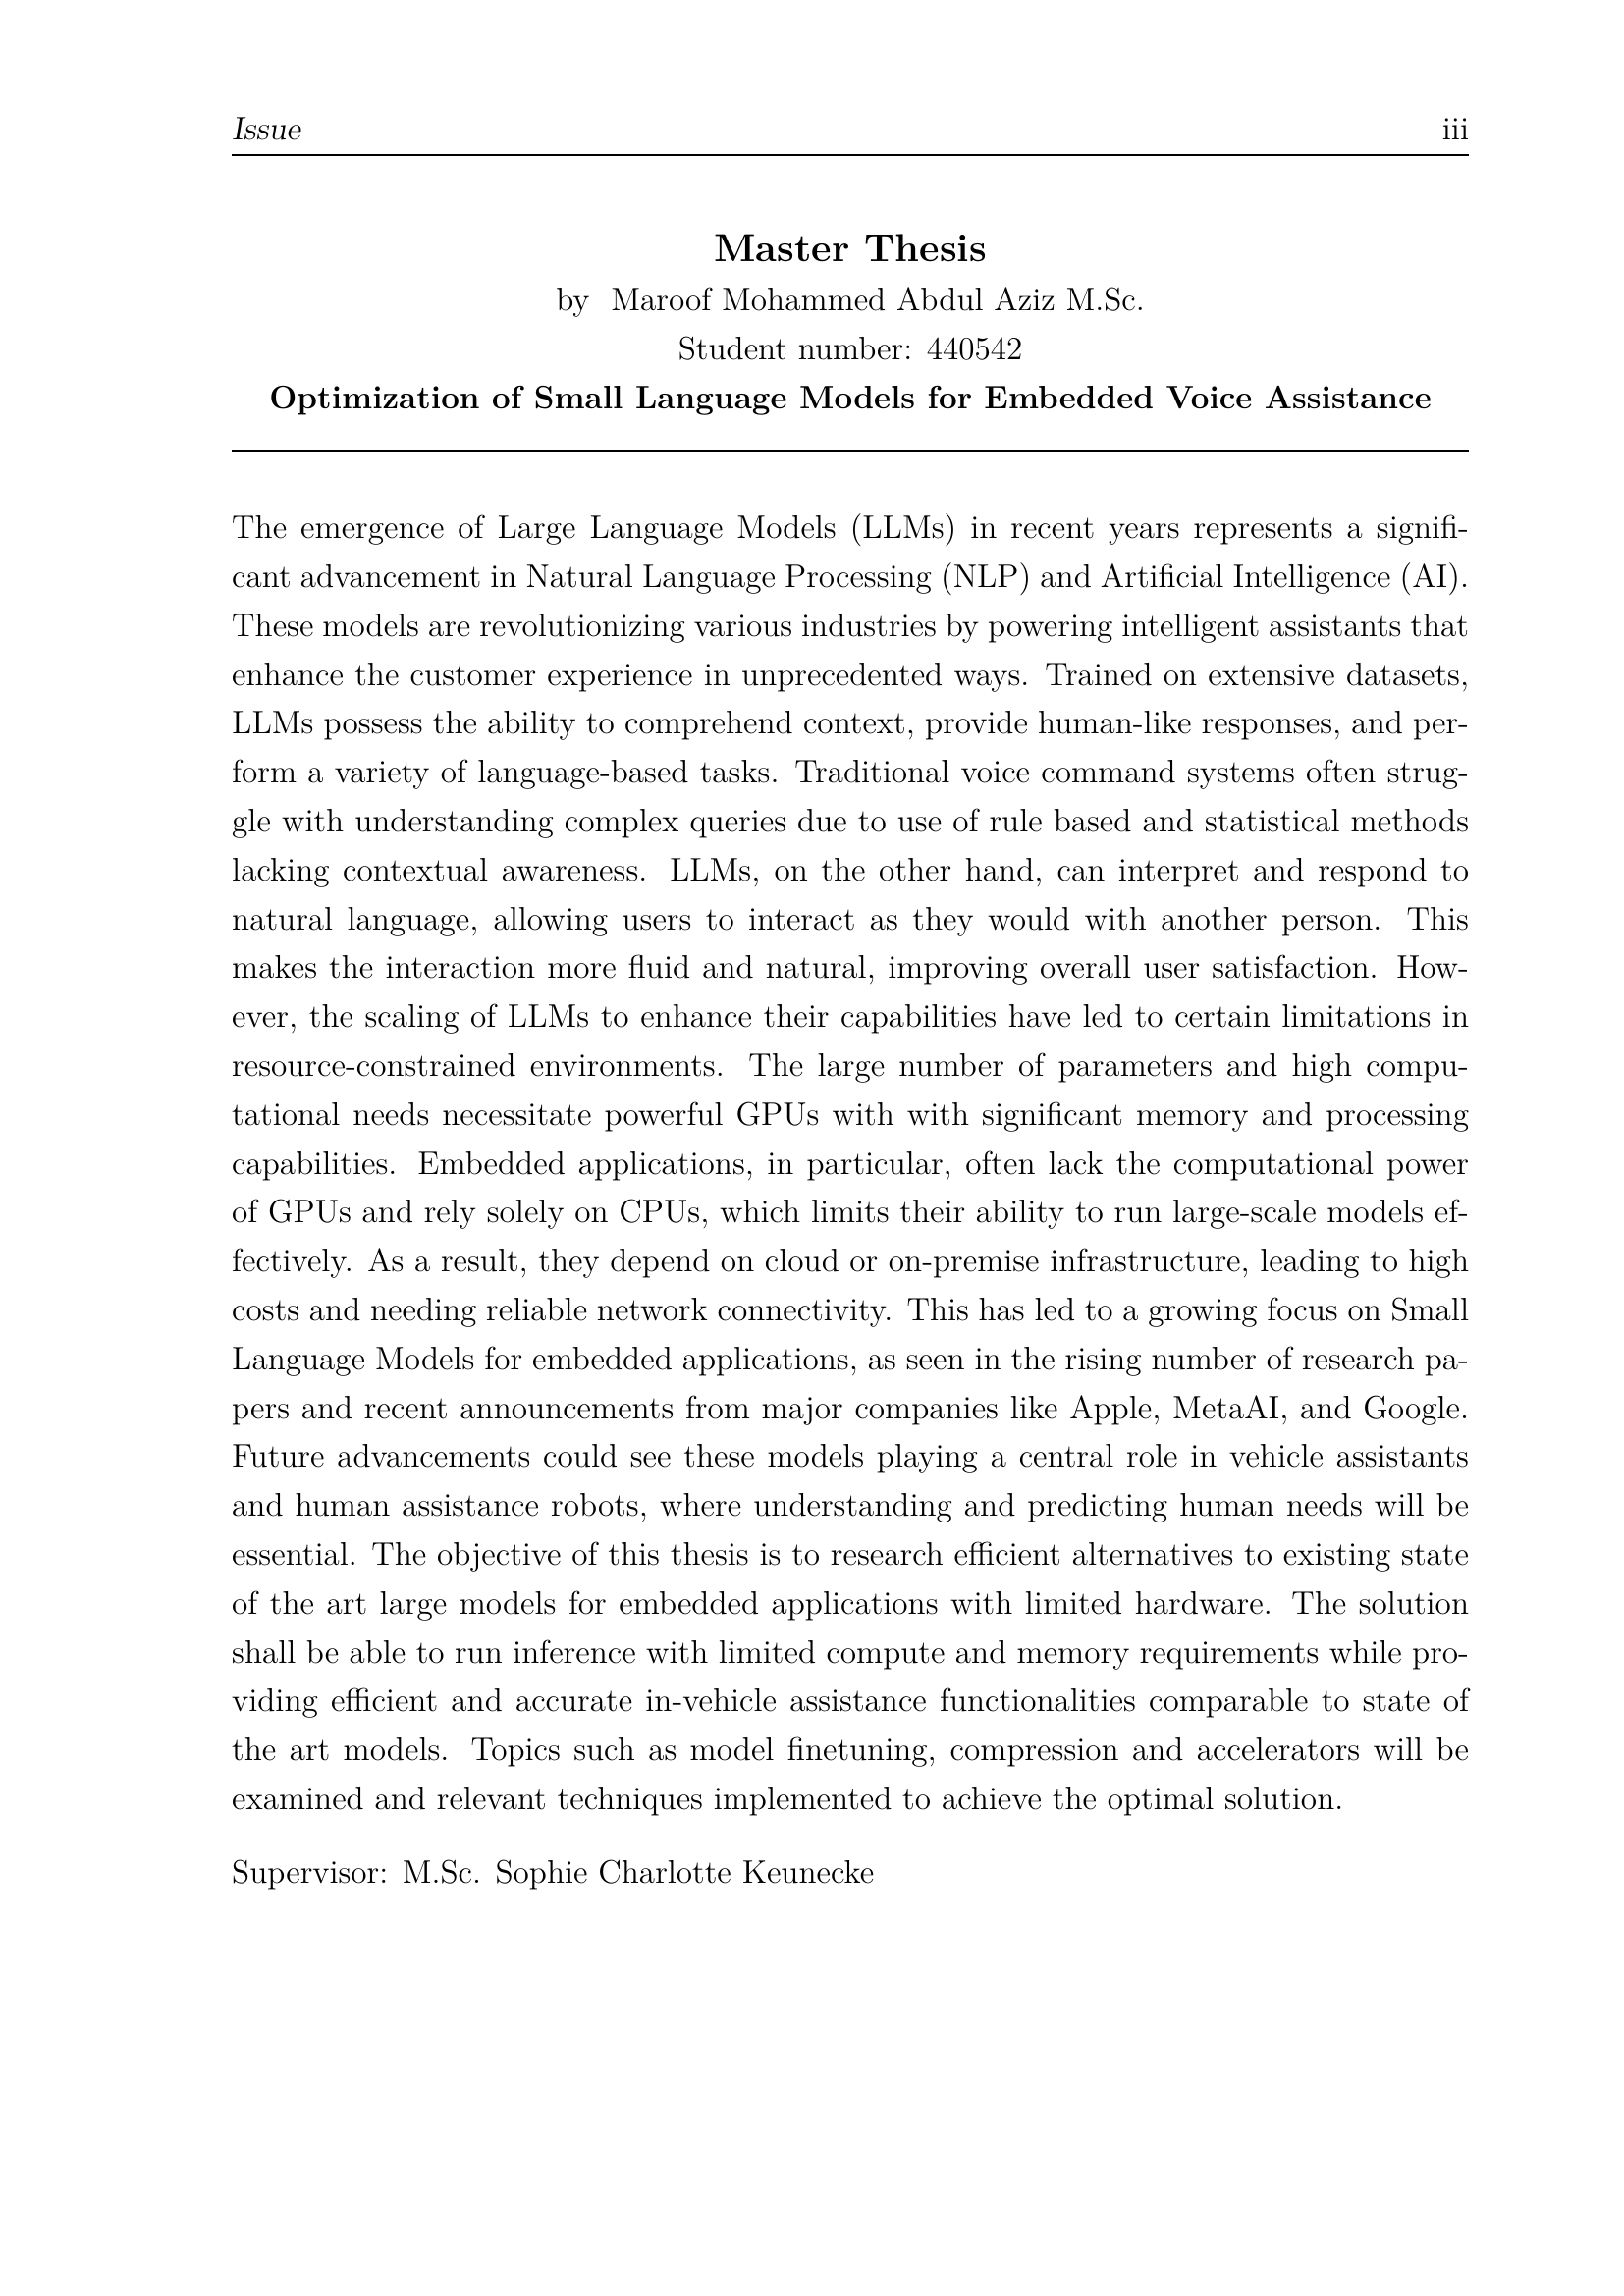 Issue iii
Master Thesis
by Maroof Mohammed Abdul Aziz M.Sc.
Student number: 440542
Optimization of Small Language Models for Embedded Voice Assistance
The emergence of Large Language Models (LLMs) in recent years represents a signifi-
cant advancement in Natural Language Processing (NLP) and Artificial Intelligence (AI).
These models are revolutionizing various industries by powering intelligent assistants that
enhance the customer experience in unprecedented ways. Trained on extensive datasets,
LLMs possess the ability to comprehend context, provide human-like responses, and per-
form a variety of language-based tasks. Traditional voice command systems often strug-
gle with understanding complex queries due to use of rule based and statistical methods
lacking contextual awareness. LLMs, on the other hand, can interpret and respond to
natural language, allowing users to interact as they would with another person. This
makes the interaction more fluid and natural, improving overall user satisfaction. How-
ever, the scaling of LLMs to enhance their capabilities have led to certain limitations in
resource-constrained environments. The large number of parameters and high compu-
tational needs necessitate powerful GPUs with with significant memory and processing
capabilities. Embedded applications, in particular, often lack the computational power
of GPUs and rely solely on CPUs, which limits their ability to run large-scale models ef-
fectively. As a result, they depend on cloud or on-premise infrastructure, leading to high
costs and needing reliable network connectivity. This has led to a growing focus on Small
Language Models for embedded applications, as seen in the rising number of research pa-
pers and recent announcements from major companies like Apple, MetaAI, and Google.
Future advancements could see these models playing a central role in vehicle assistants
and human assistance robots, where understanding and predicting human needs will be
essential. The objective of this thesis is to research efficient alternatives to existing state
of the art large models for embedded applications with limited hardware. The solution
shall be able to run inference with limited compute and memory requirements while pro-
viding efficient and accurate in-vehicle assistance functionalities comparable to state of
the art models. Topics such as model finetuning, compression and accelerators will be
examined and relevant techniques implemented to achieve the optimal solution.
Supervisor: M.Sc. Sophie Charlotte Keunecke